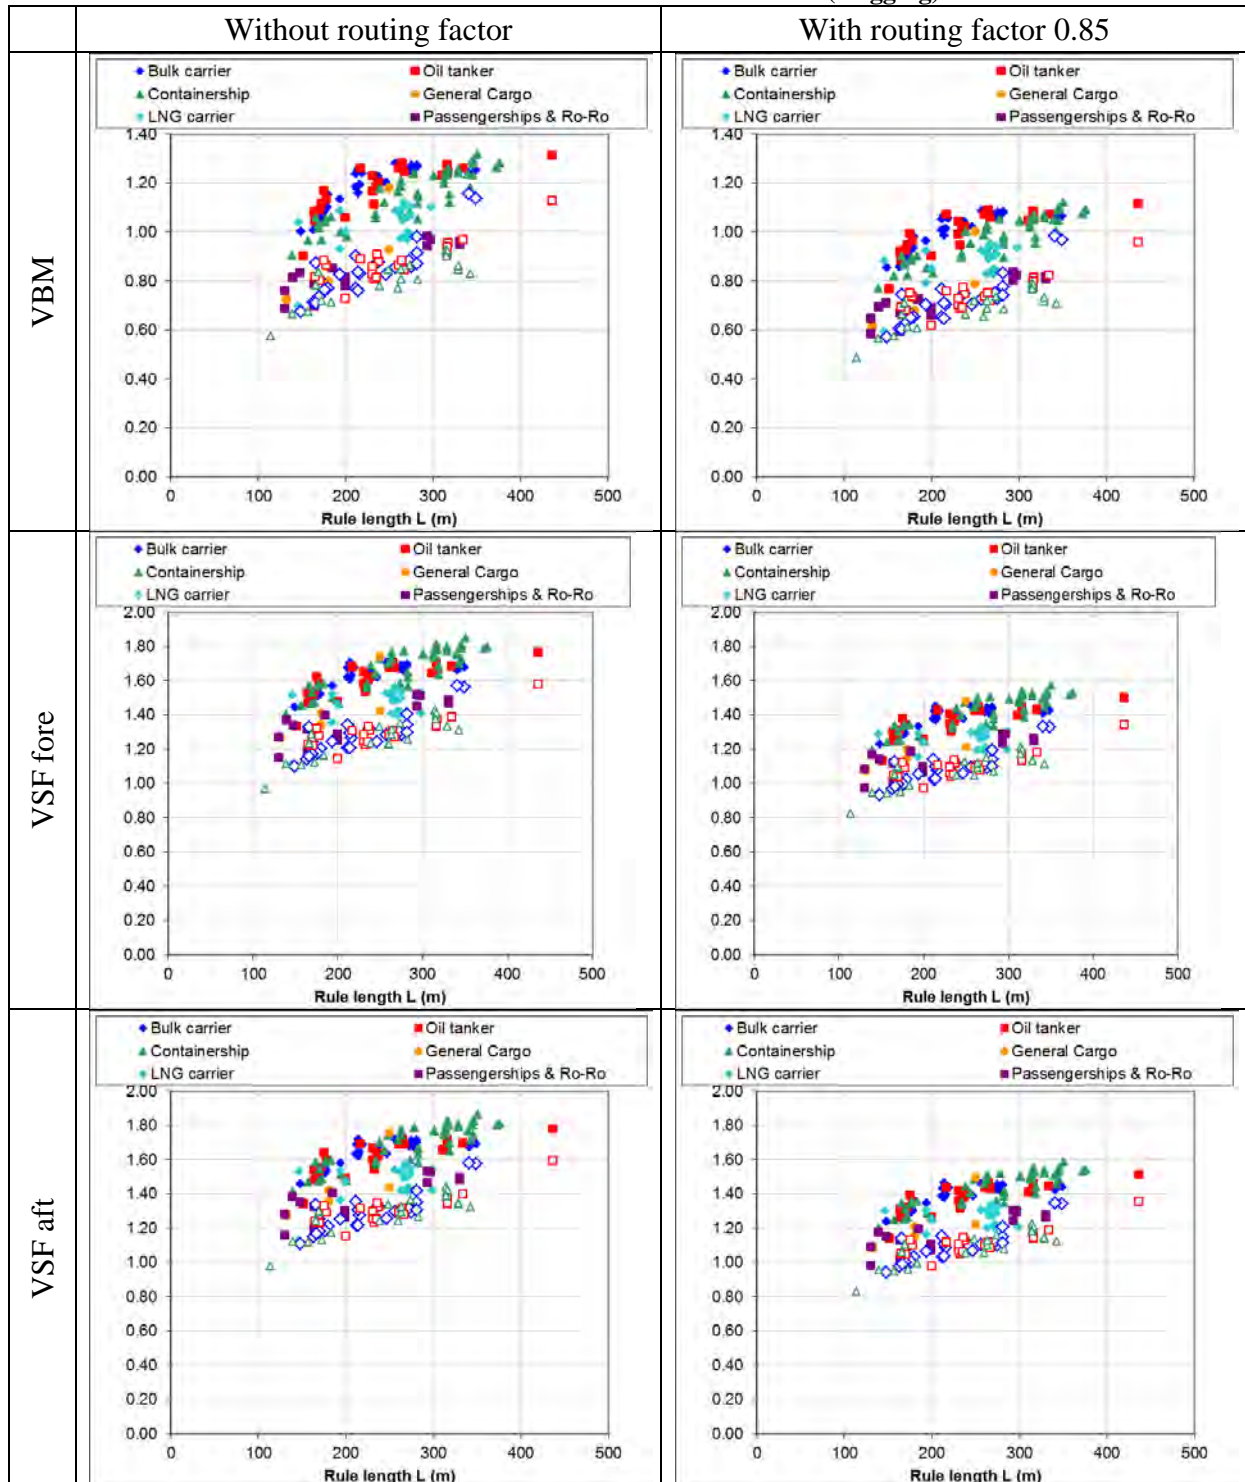 Without routing factor With routing factor 0.85
VBM
Bulk carrier Oil tanker
Containership General Cargo
LNG carrier Passengerships & Ro-Ro
1.40
1.20
1.00
0.80
0.60
0.40
0.20
0.00
0 100 200 300 400 500
Rule length L (m)
Bulk carrier Oil tanker
Containership General Cargo
LNG carrier Passengerships & Ro-Ro
1.40
1.20
1.00
0.80
0.60
0.40
0.20
0.00
0 100 200 300 400 500
Rule length L (m)
VSF fore
Bulk carrier Oil tanker
Containership General Cargo
LNG carrier Passengerships & Ro-Ro
2.00
1.80
1.60
1.40
1.20
1.00
0.80
0.60
0.40
0.20
0.00
0 100 200 300 400 500
Rule length L (m)
Bulk carrier Oil tanker
Containership General Cargo
LNG carrier Passengerships & Ro-Ro
2.00
1.80
1.60
1.40
1.20
1.00
0.80
0.60
0.40
0.20
0.00
0 100 200 300 400 500
Rule length L (m)
VSF aft
Bulk carrier Oil tanker
Containership General Cargo
LNG carrier Passengerships & Ro-Ro
2.00
1.80
1.60
1.40
1.20
1.00
0.80
0.60
0.40
0.20
0.00
0 100 200 300 400 500
Rule length L (m)
Bulk carrier Oil tanker
Containership General Cargo
LNG carrier Passengerships & Ro-Ro
2.00
1.80
1.60
1.40
1.20
1.00
0.80
0.60
0.40
0.20
0.00
0 100 200 300 400 500
Rule length L (m)